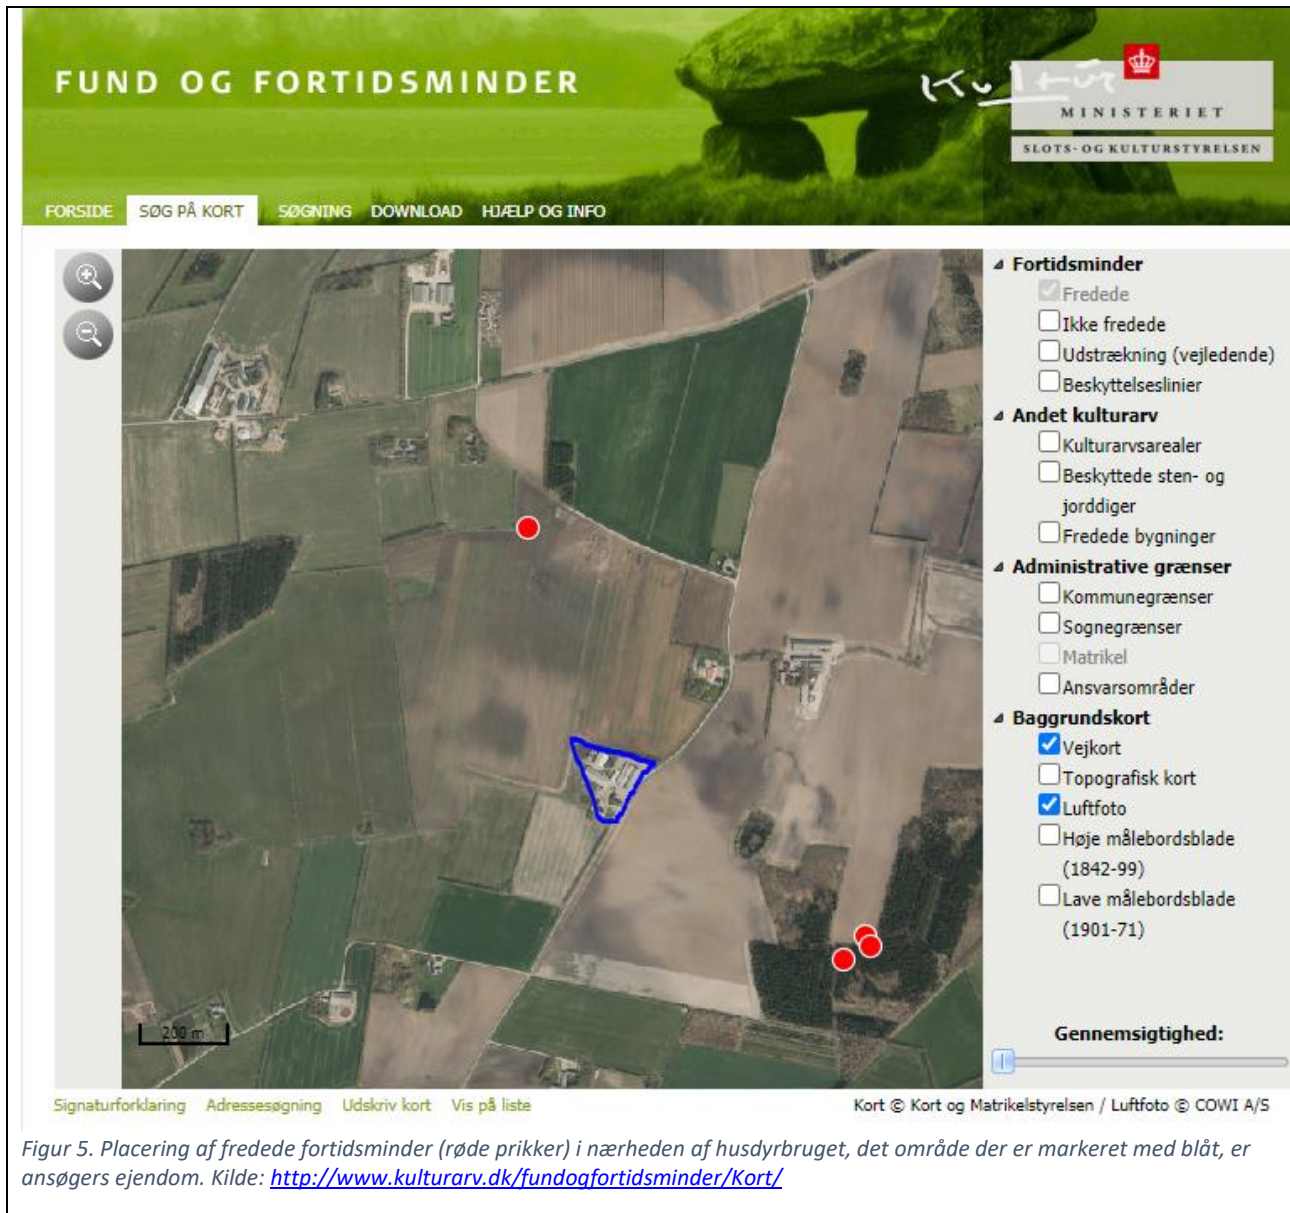 FUND OG FORTIDSMINDER
Kultur
MINISTERIET
SLOTS- OG KULTURSTYRELSEN
FORSIDE SØG PÅ KORT SØGNING DOWNLOAD HJÆLP OG INFO
Fortidsminder
Fredede
Ikke fredede
Udstrækning (vejledende)
Beskyttelseslinier
Andet kulturarv
Kulturarvsarealer
Beskyttede sten- og
jorddiger
Fredede bygninger
Administrative grænser
Kommunegrænser
Sognegrænser
Matrikel
Ansvarsområder
Baggrundskort
Vejkort
Topografisk kort
Luftfoto
Høje målebordsblade
(1842-99)
Lave målebordsblade
(1901-71)
200 m
Gennemsigtighed:
Signaturforklaring Adressesøgning Udskriv kort Vis på liste
Kort © Kort og Matrikelstyrelsen / Luftfoto © COWI A/S
Figur 5. Placering af fredede fortidsminder (røde prikker) i nærheden af husdyrbruget, det område der er markeret med blåt, er
ansøgers ejendom. Kilde: http://www.kulturarv.dk/fundogfortidsminder/Kort/